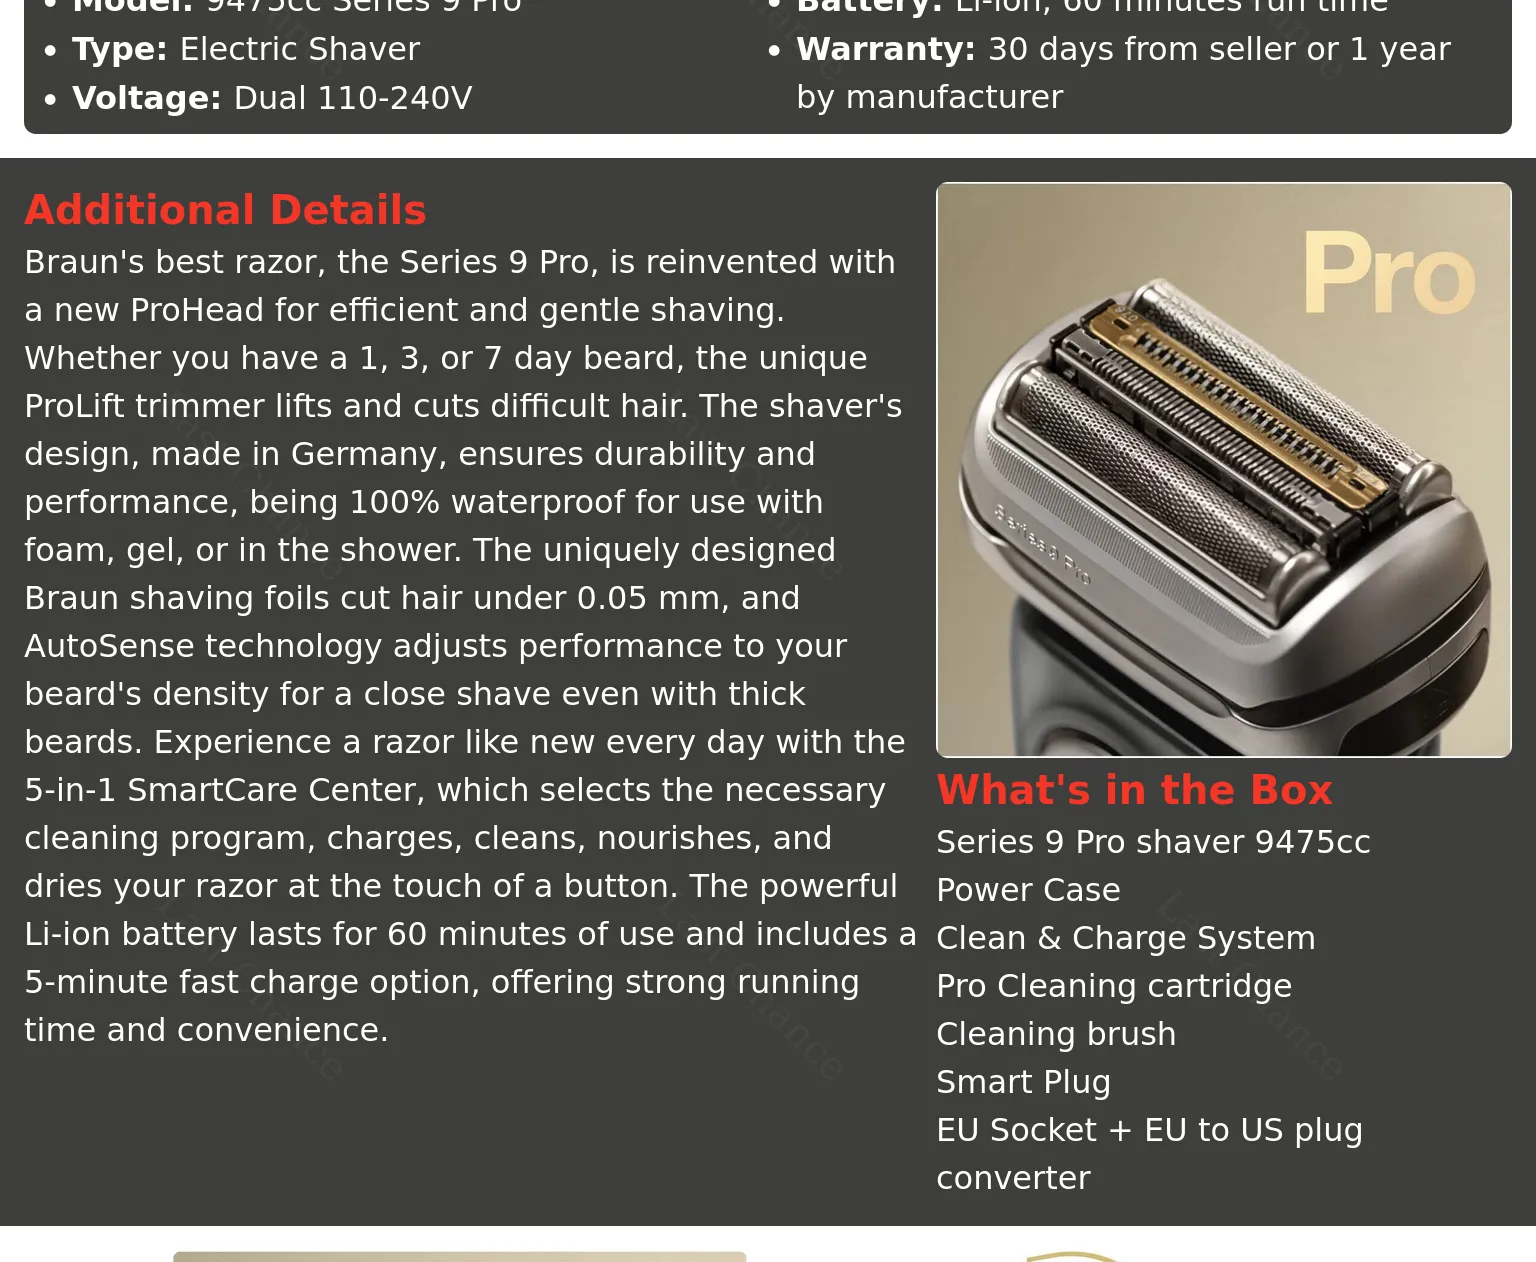 Model: 9475cc Series 9 Pro
Type: Electric Shaver
Voltage: Dual 110-240V
Battery: Li-ion, 60 minutes run time
Warranty: 30 days from seller or 1 year
by manufacturer
Additional Details
Braun's best razor, the Series 9 Pro, is reinvented with
a new ProHead for efficient and gentle shaving.
Whether you have a 1, 3, or 7 day beard, the unique
ProLift trimmer lifts and cuts difficult hair. The shaver's
design, made in Germany, ensures durability and
performance, being 100% waterproof for use with
foam, gel, or in the shower. The uniquely designed
Braun shaving foils cut hair under 0.05 mm, and
AutoSense technology adjusts performance to your
beard's density for a close shave even with thick
beards. Experience a razor like new every day with the
5-in-1 SmartCare Center, which selects the necessary
cleaning program, charges, cleans, nourishes, and
dries your razor at the touch of a button. The powerful
Li-ion battery lasts for 60 minutes of use and includes a
5-minute fast charge option, offering strong running
time and convenience.
Pro
Series 9 Pro
What's in the Box
Series 9 Pro shaver 9475cc
Power Case
Clean & Charge System
Pro Cleaning cartridge
Cleaning brush
Smart Plug
EU Socket + EU to US plug
converter